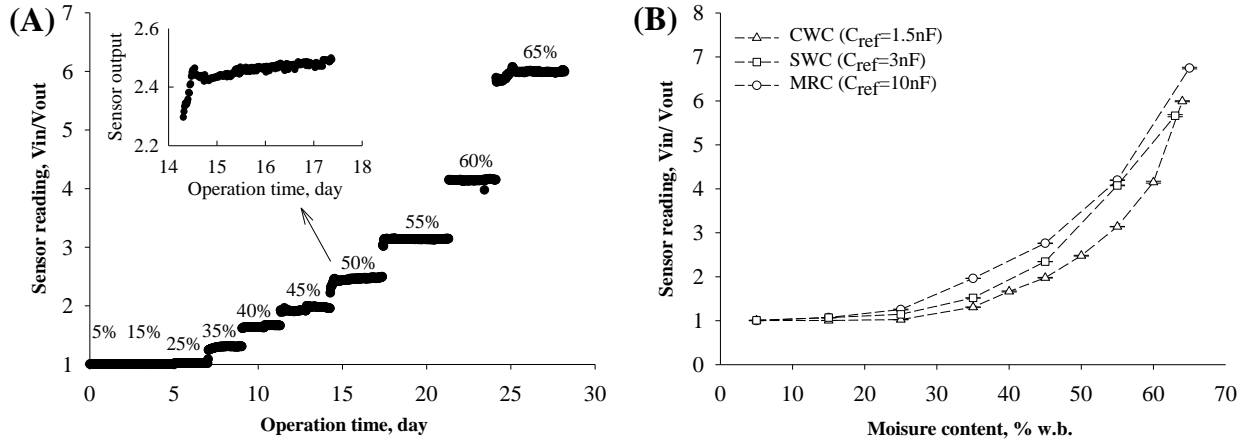 (A)
Sensor reading, Vin/Vout
7
6
5
4
3
2
1
0 5 10 15 20 25 30
Operation time, day
5% 15% 25% 35% 40% 45% 50% 55% 60% 65%
Sensor output
2.6
2.4
2.2
14 15 16 17 18
Operation time, day
(B)
Sensor reading, Vin/ Vout
8
7
6
5
4
3
2
1
0
0 10 20 30 40 50 60 70
Moisure content, % w.b.
CWC (Cref=1.5nF)
SWC (Cref=3nF)
MRC (Cref=10nF)